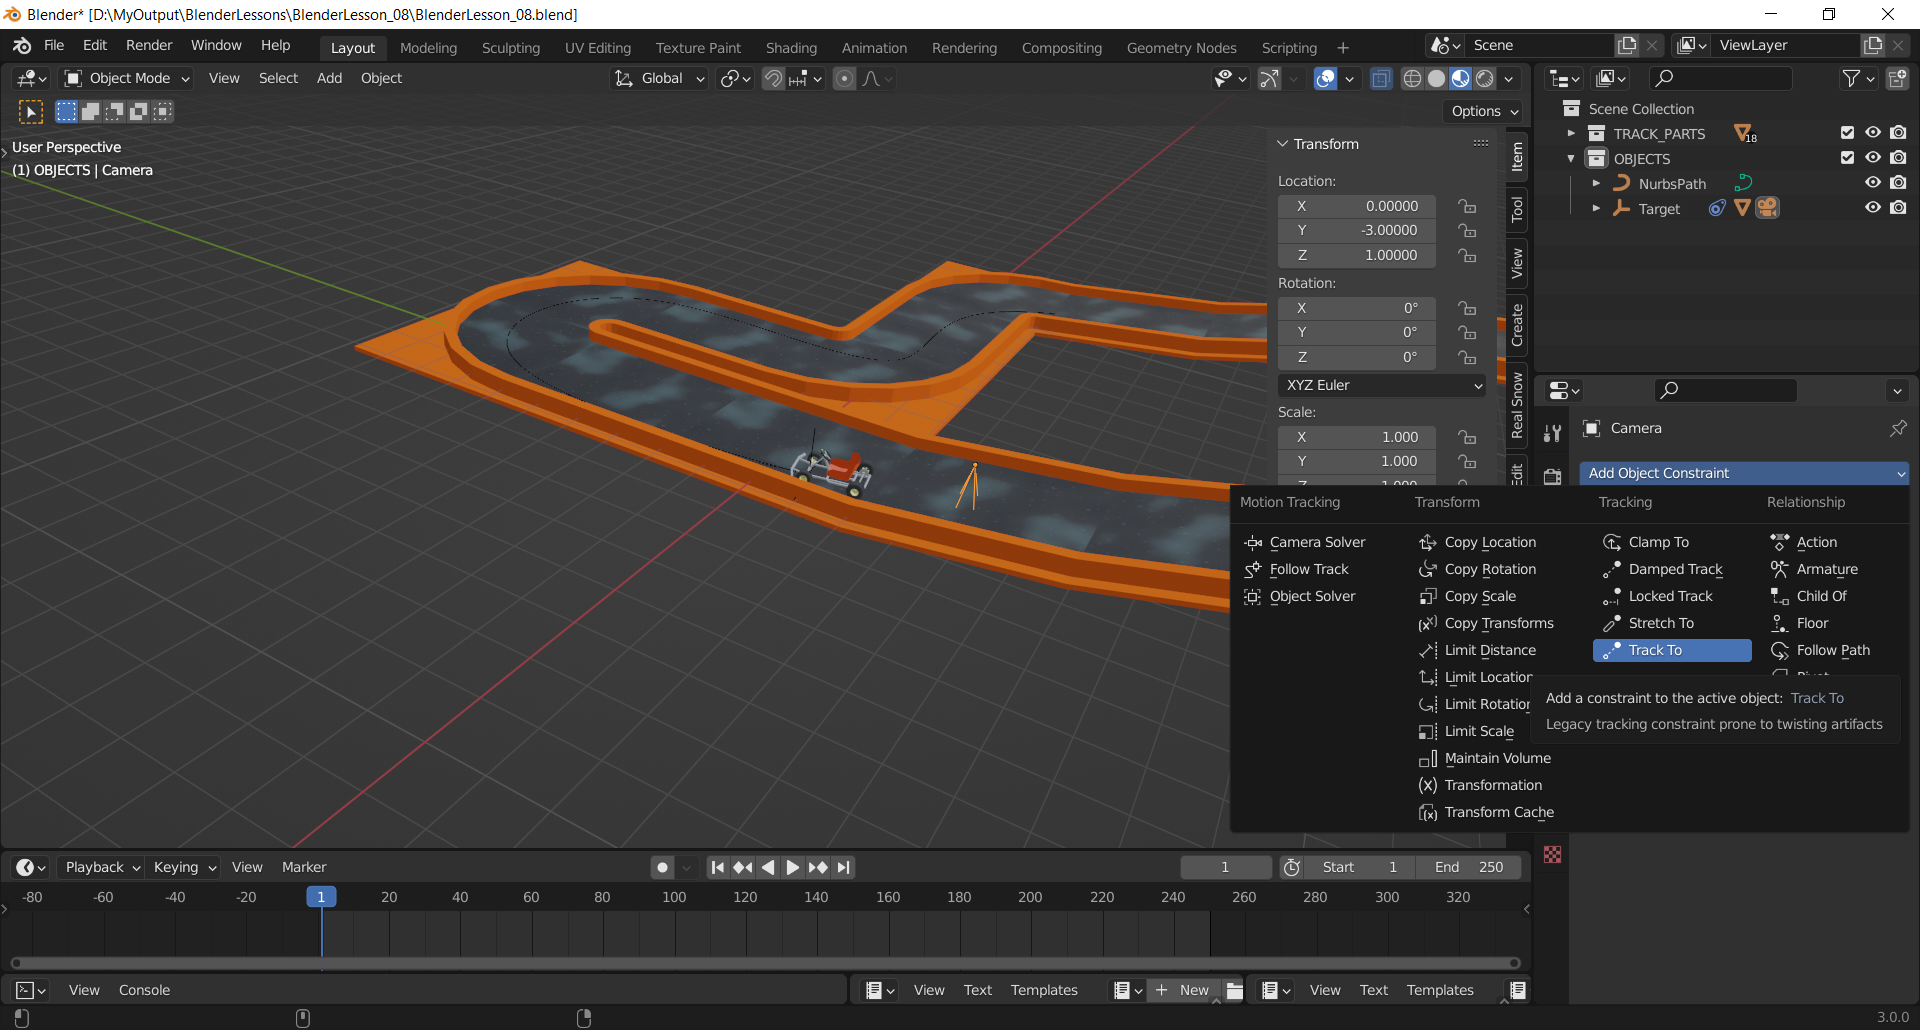 Blender* [D:\MyOutput\BlenderLessons\BlenderLesson_08\BlenderLesson_08.blend]
File Edit Render Window Help Layout Modeling Sculpting UV Editing Texture Paint Shading Animation Rendering Compositing Geometry Nodes Scripting + Scene ViewLayer
Object Mode View Select Add Object Global
Options
User Perspective
(1) OBJECTS | Camera
Transform
Location:
X 0.00000
Y -3.00000
Z 1.00000
Rotation:
X 0°
Y 0°
Z 0°
XYZ Euler
Scale:
X 1.000
Y 1.000
Z 1.000
Item
Tool
View
Create
Real Snow
Edit
Scene Collection
TRACK_PARTS 18
OBJECTS
NurbsPath
Target
Camera
Add Object Constraint
Motion Tracking Transform Tracking Relationship
Camera Solver Copy Location Clamp To Action
Follow Track Copy Rotation Damped Track Armature
Object Solver Copy Scale Locked Track Child Of
Copy Transforms Stretch To Floor
Limit Distance Track To Follow Path
Limit Location
Limit Rotation
Limit Scale
Maintain Volume
Transformation
Transform Cache
Add a constraint to the active object: Track To
Legacy tracking constraint prone to twisting artifacts
Playback Keying View Marker 1 Start 1 End 250
-80 -60 -40 -20 1 20 40 60 80 100 120 140 160 180 200 220 240 260 280 300 320
View Console View Text Templates + New View Text Templates
3.0.0